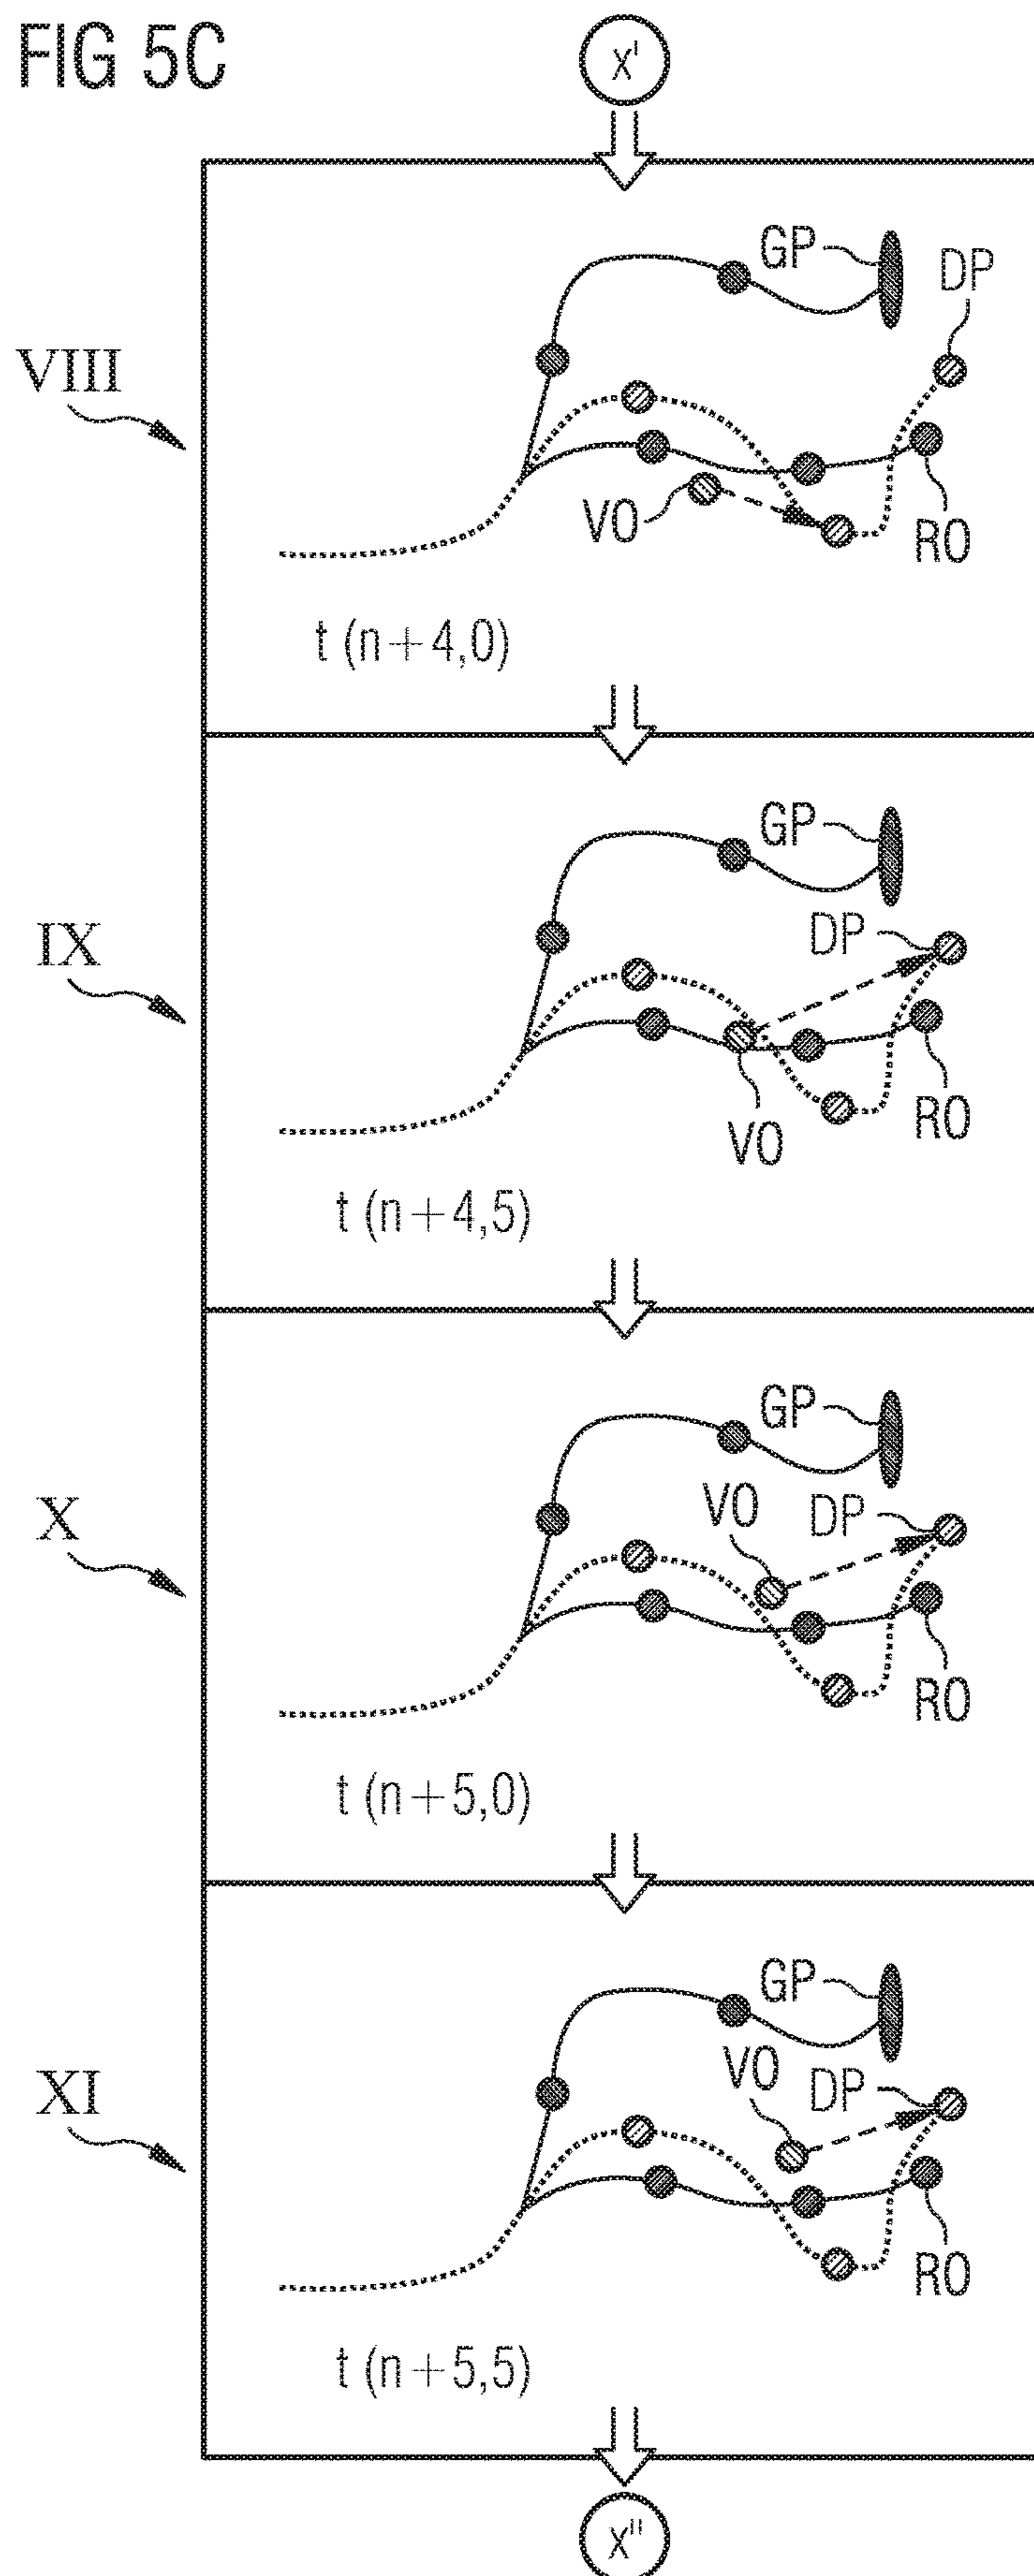 FIG 5C
X'
GP
DP
VIII
VO
RO
t (n+4,0)
GP
DP
IX
VO
RO
t (n+4,5)
GP
VO
DP
X
RO
t (n+5,0)
GP
VO
DP
XI
RO
t (n+5,5)
X"